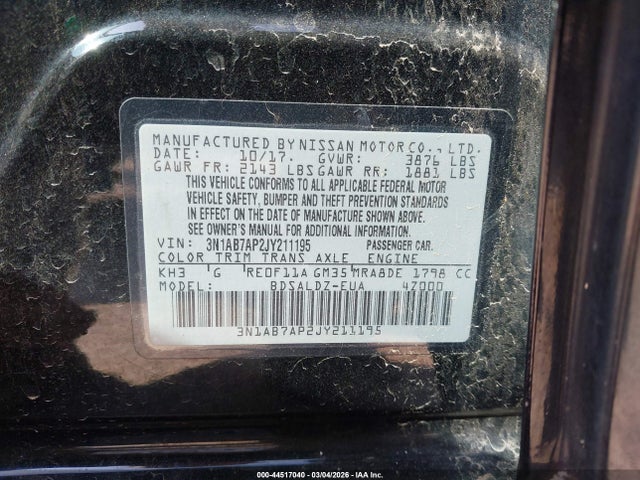 MANUFACTURED BY NISSAN MOTOR CO., LTD.
DATE: 10/17. GVWR: 3876 LBS
GAWR FR: 2143 LBS GAWR RR: 1881 LBS
THIS VEHICLE CONFORMS TO ALL APPLICABLE FEDERAL MOTOR
VEHICLE SAFETY, BUMPER AND THEFT PREVENTION STANDARDS
IN EFFECT ON THE DATE OF MANUFACTURE SHOWN ABOVE.
SEE OWNER'S MANUAL FOR ADDITIONAL INFORMATION.
VIN: 3N1AB7AP2JY211195 PASSENGER CAR.
COLOR TRIM TRANS AXLE ENGINE
KH3 'G 'RE0F11A GM35 MRA8DE 1798 CC
MODEL: BDSALDZ-EUA 4Z000
3N1AB7AP2JY211195
000-44517040 - 03/04/2026 - IAA Inc.